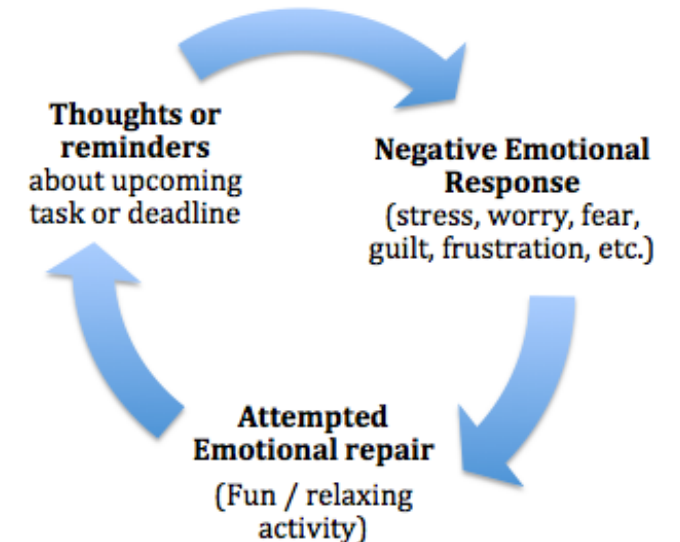 Thoughts or
reminders
about upcoming
task or deadline
Negative Emotional
Response
(stress, worry, fear,
guilt, frustration, etc.)
Attempted
Emotional repair
(Fun / relaxing
activity)